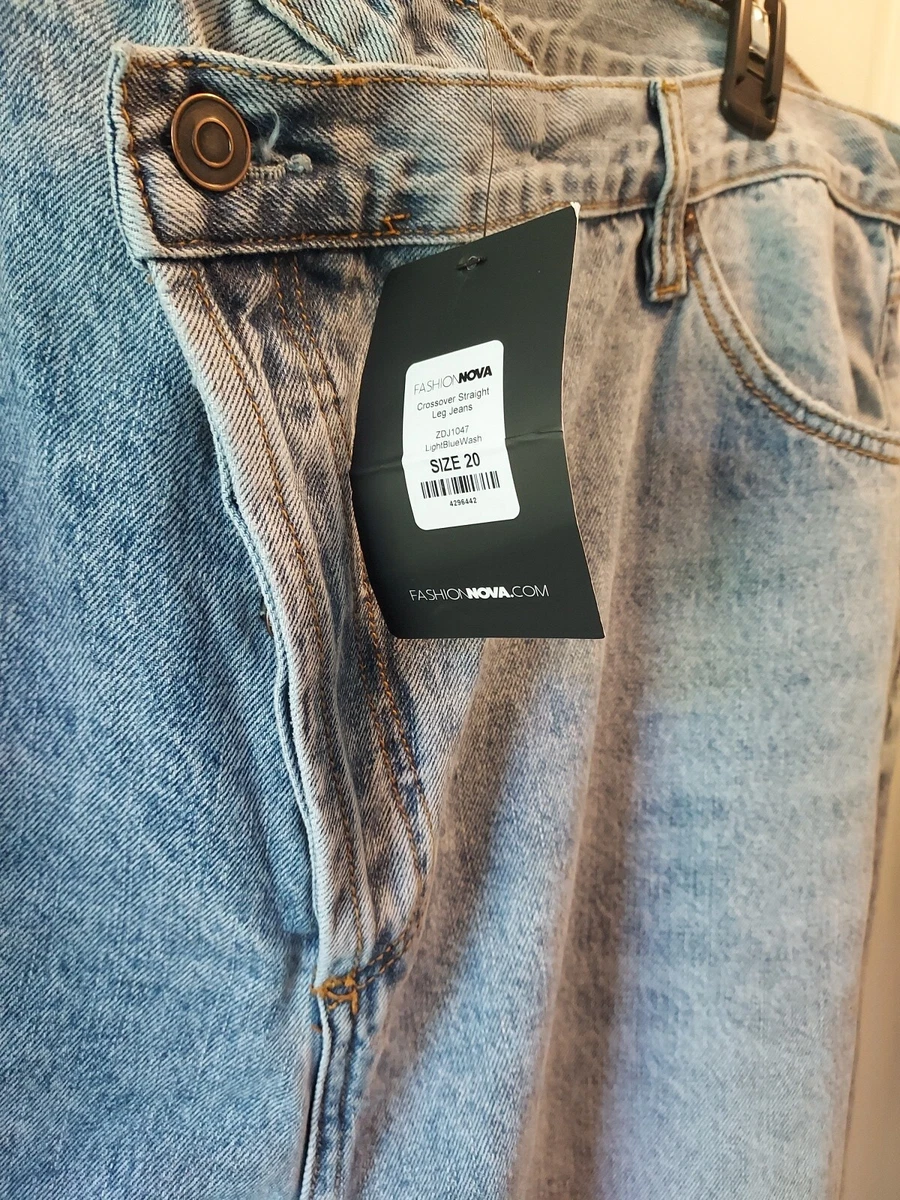 FASHIONNOVA
Crossover Straight
Leg Jeans
ZDJ1047
LightBlueWash
SIZE 20
4296442
FASHIONNOVA.COM